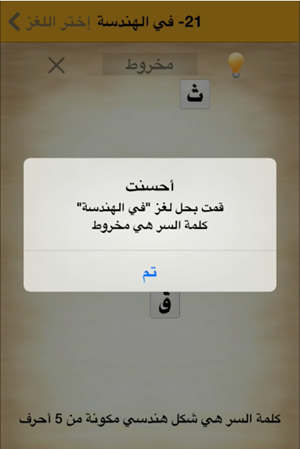 21- في الهندسة إختر اللغز
مخروط
ث
أحسنت
قمت بحل لغز "في الهندسة"
كلمة السر هي مخروط
تم
ق
كلمة السر هي شكل هندسي مكونة من 5 أحرف